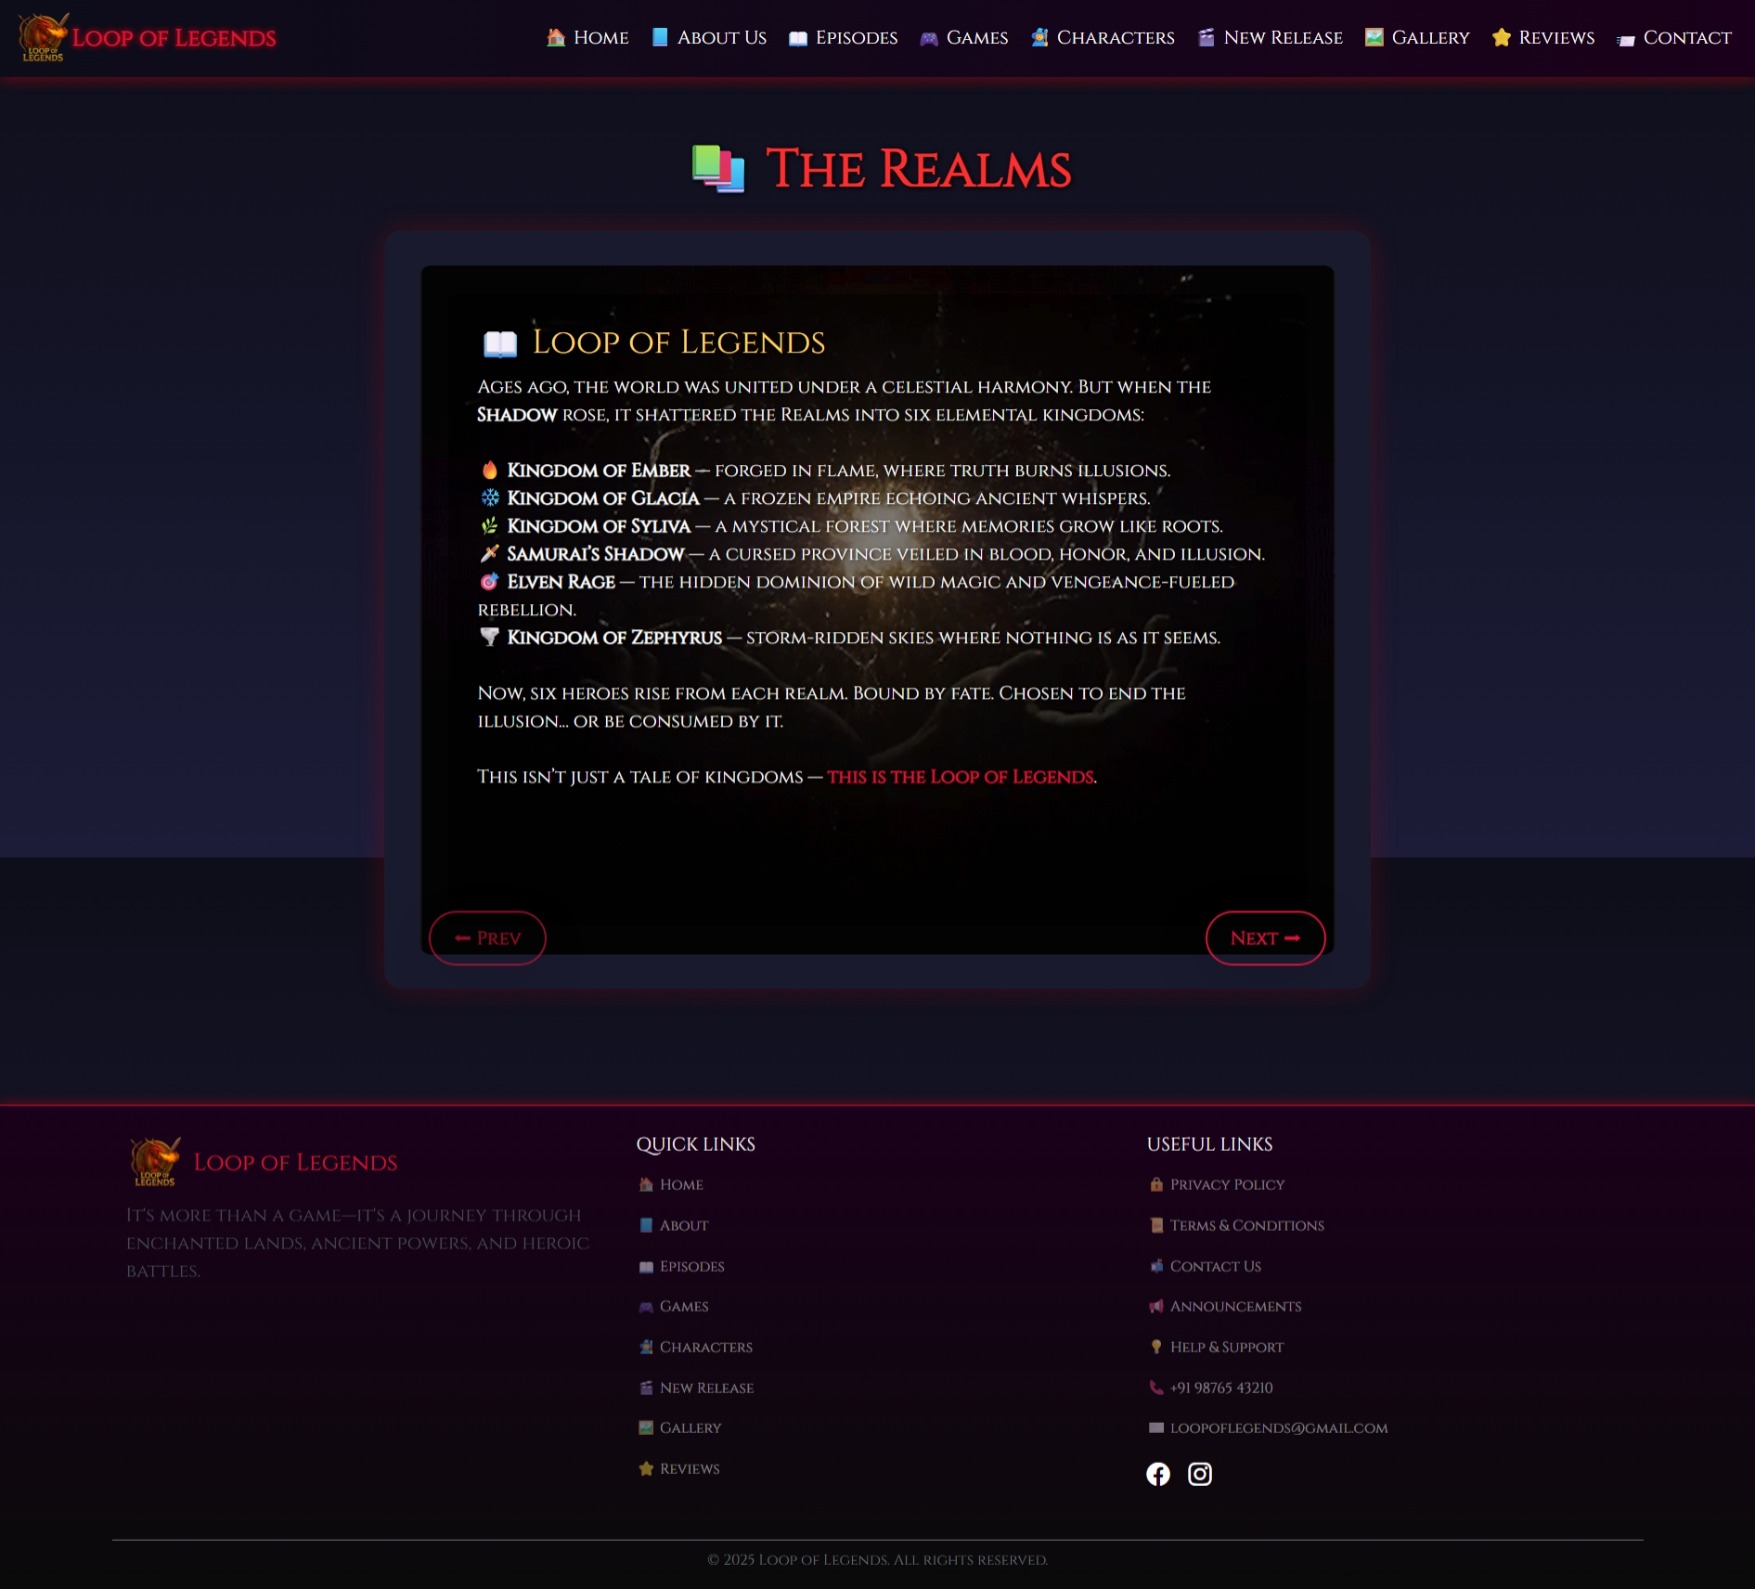 LOOP OF LEGENDS
Loop of Legends
Home
About Us
Episodes
Games
Characters
New Release
Gallery
Reviews
Contact
The Realms
Loop of Legends
Ages ago, the world was united under a celestial harmony. But when the
Shadow rose, it shattered the Realms into six elemental kingdoms:
Kingdom of Ember — forged in flame, where truth burns illusions.
Kingdom of Glacia — a frozen empire echoing ancient whispers.
Kingdom of Syliva — a mystical forest where memories grow like roots.
Samurai's Shadow — a cursed province veiled in blood, honor, and illusion.
Elven Rage — the hidden dominion of wild magic and vengeance-fueled
rebellion.
Kingdom of Zephyrus — storm-ridden skies where nothing is as it seems.
Now, six heroes rise from each realm. Bound by fate. Chosen to end the
illusion... or be consumed by it.
This isn't just a tale of kingdoms — this is the Loop of Legends.
← Prev
Next →
LOOP OF LEGENDS
Loop of Legends
It's more than a game—it's a journey through
enchanted lands, ancient powers, and heroic
battles.
QUICK LINKS
Home
About
Episodes
Games
Characters
New Release
Gallery
Reviews
USEFUL LINKS
Privacy Policy
Terms & Conditions
Contact Us
Announcements
Help & Support
+91 98765 43210
loopoflegends@gmail.com
© 2025 Loop of Legends. All rights reserved.